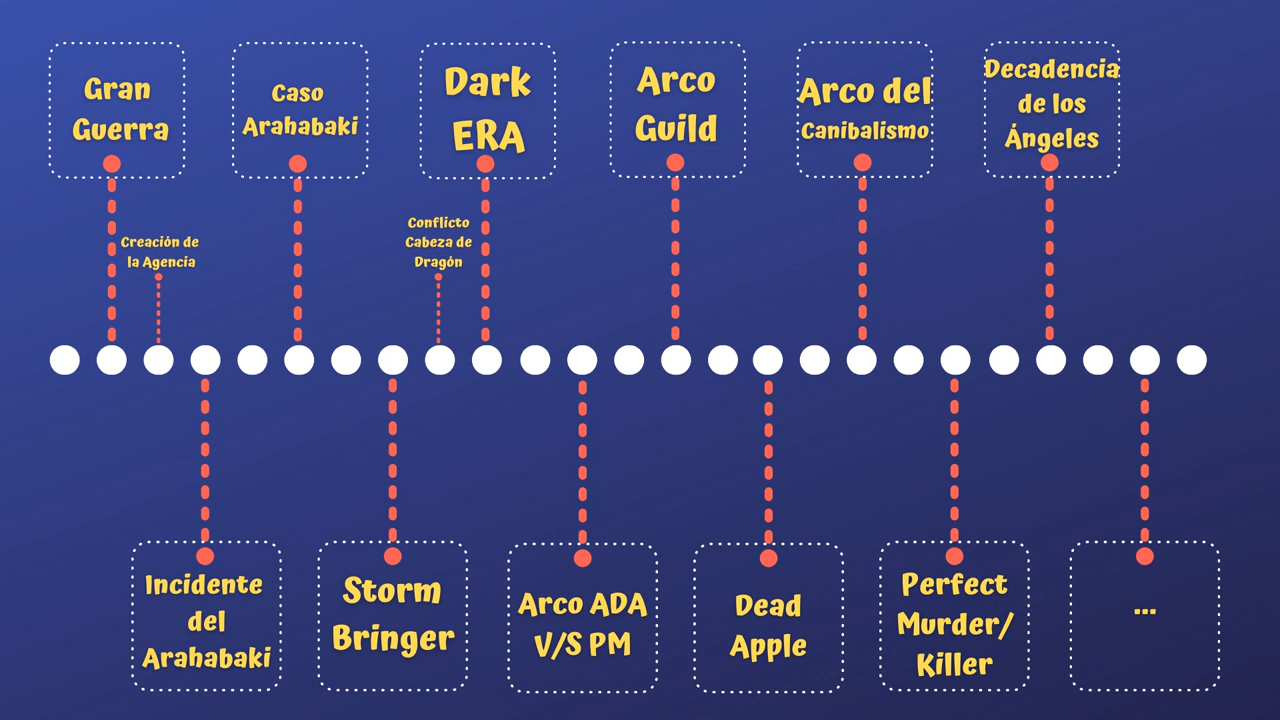 Gran
Guerra
Caso
Arahabaki
Dark
ERA
Arco
Guild
Arco del
Canibalismo
Decadencia
de los
Ángeles
Creación de
la Agencia
Conflicto
Cabeza de
Dragón
Incidente
del
Arahabaki
Storm
Bringer
Arco ADA
V/S PM
Dead
Apple
Perfect
Murder/
Killer
...